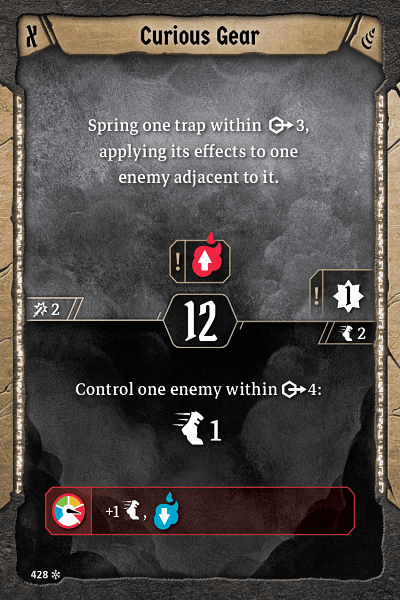 X
Curious Gear
Spring one trap within 3,
applying its effects to one
enemy adjacent to it.
!
! 1
2
12
2
Control one enemy within 4:
1
+1 ,
428